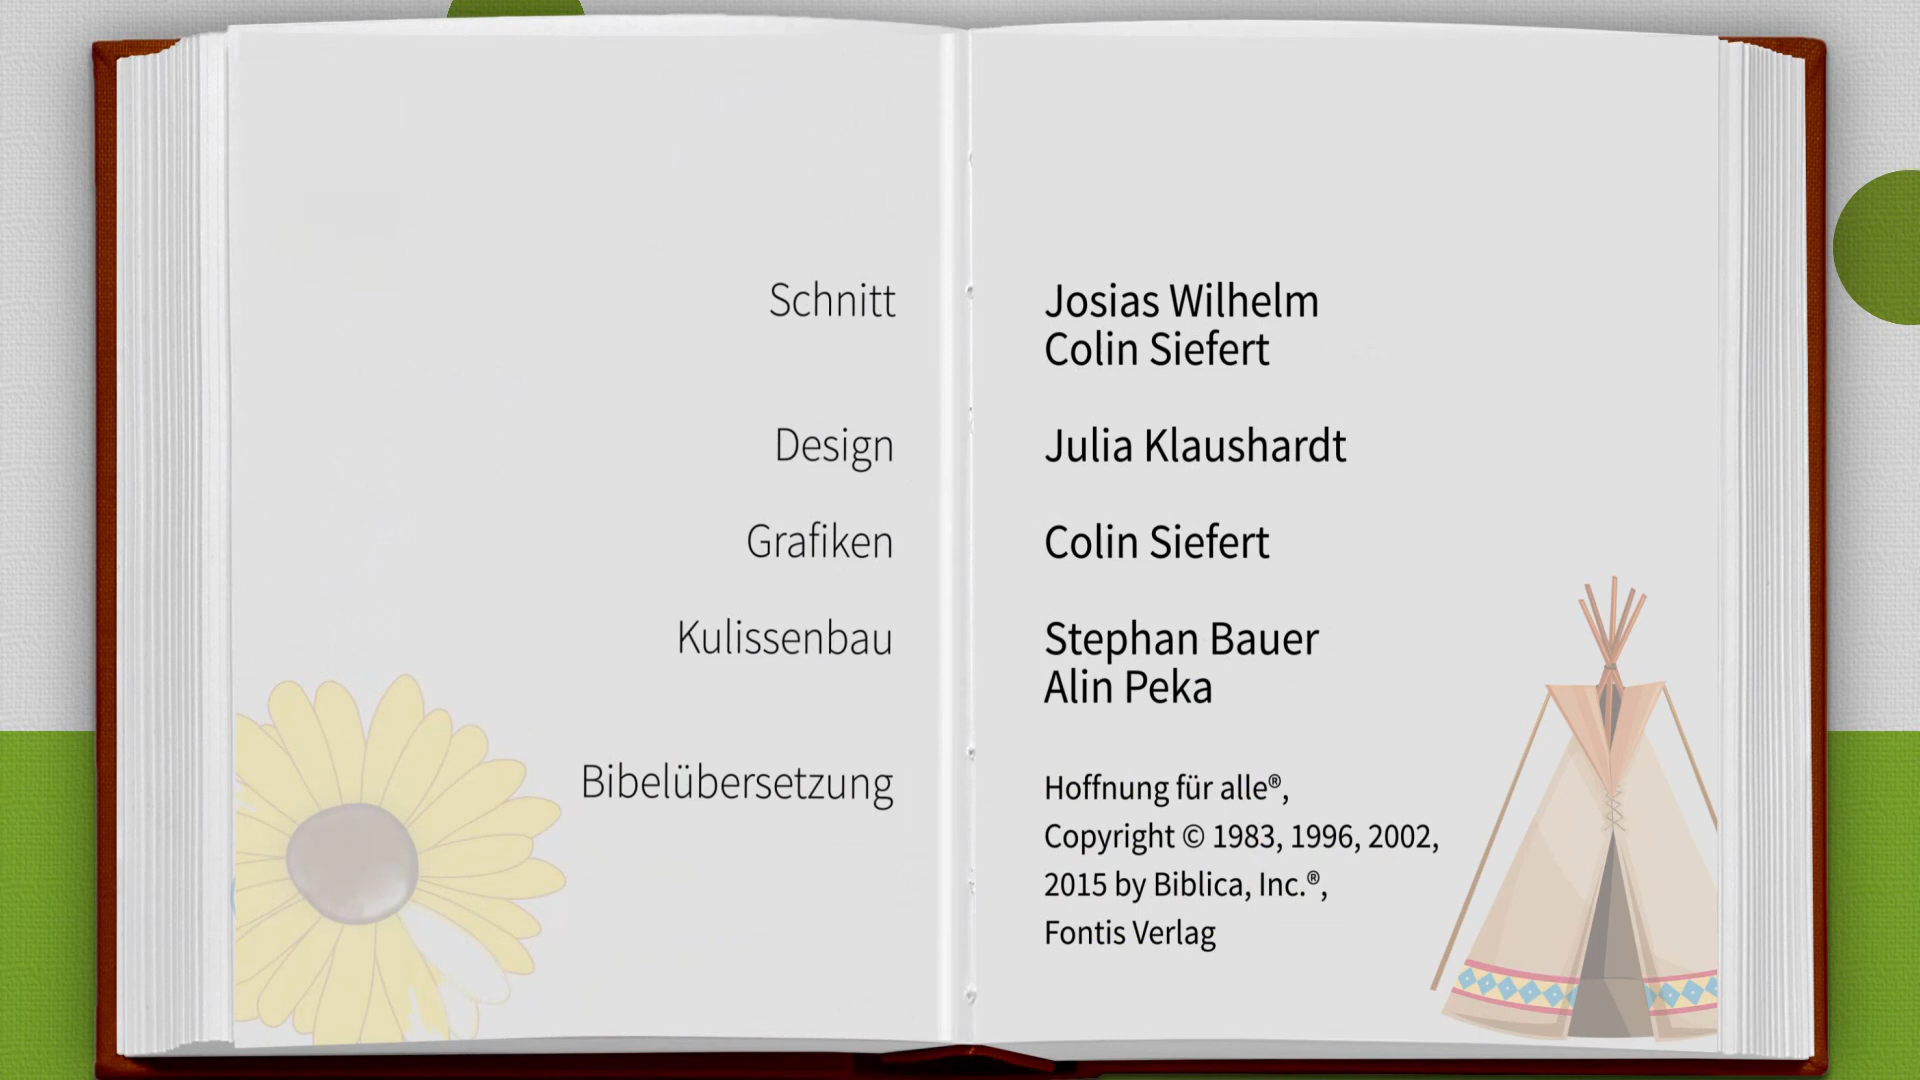 Schnitt Josias Wilhelm
Colin Siefert
Design Julia Klaushardt
Grafiken Colin Siefert
Kulissenbau Stephan Bauer
Alin Peka
Bibelübersetzung Hoffnung für alle®,
Copyright © 1983, 1996, 2002,
2015 by Biblica, Inc.®,
Fontis Verlag